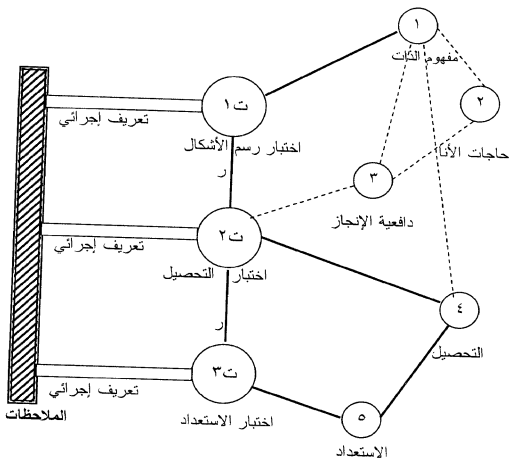 ١
مفهوم الذات
٢
حاجات الأنا
ت١
تعريف إجرائي
اختبار رسم الأشكال
ر
٣
دافعية الإنجاز
ت٢
تعريف إجرائي
اختبار التحصيل
ر
٤
التحصيل
ت٣
تعريف إجرائي
اختبار الاستعداد
٥
الاستعداد
الملاحظات